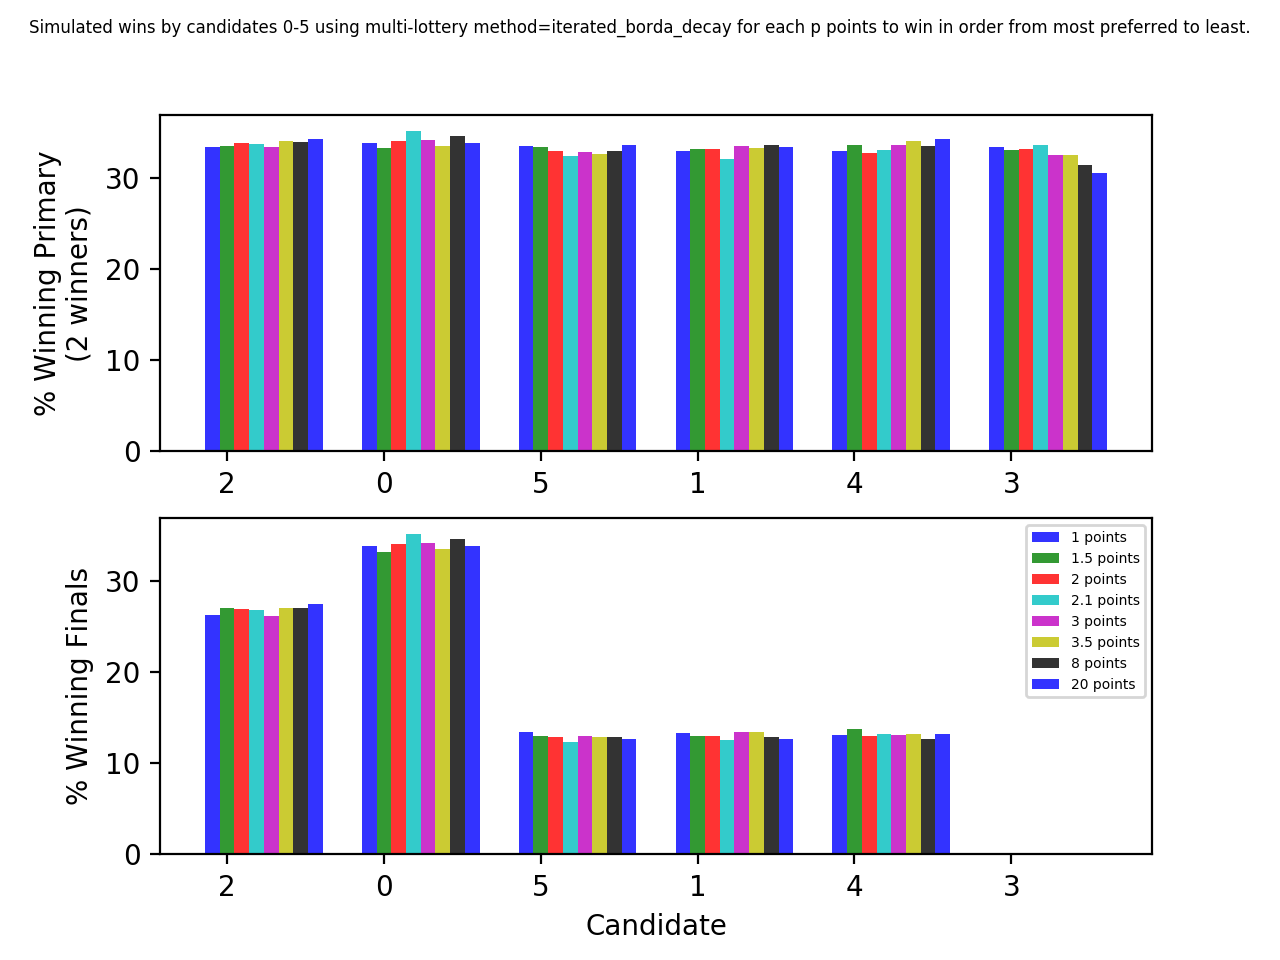 Simulated wins by candidates 0-5 using multi-lottery method=iterated_borda_decay for each p points to win in order from most preferred to least.
% Winning Primary
(2 winners)
30
20
10
0
2 0 5 1 4 3
% Winning Finals
30
20
10
0
1 points
1.5 points
2 points
2.1 points
3 points
3.5 points
8 points
20 points
2 0 5 1 4 3
Candidate